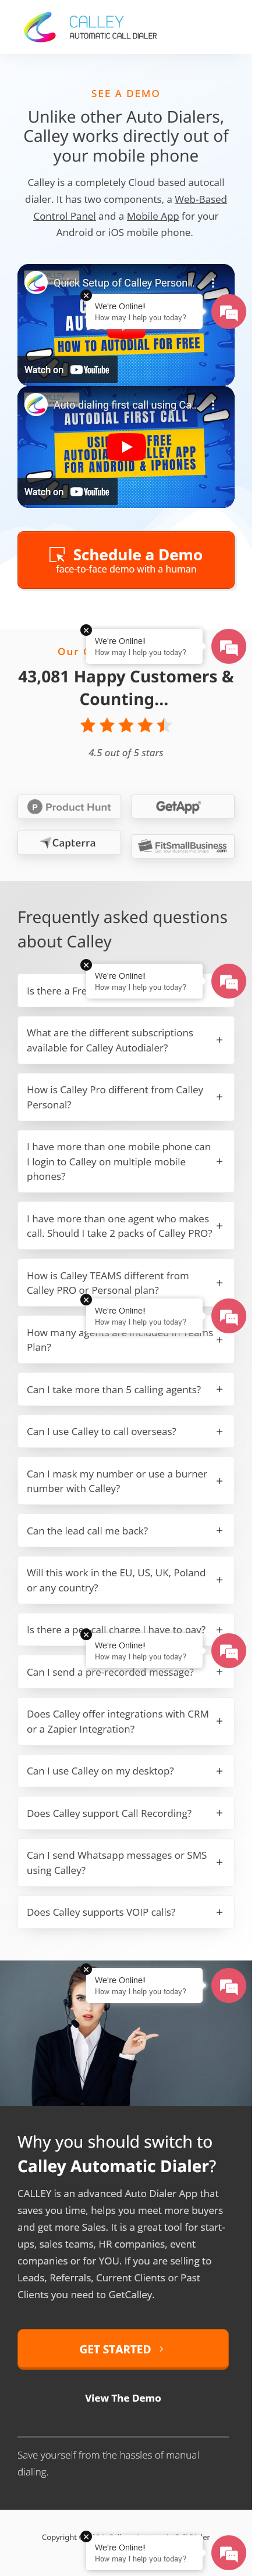 CALLEY
AUTOMATIC CALL DIALER
SEE A DEMO
Unlike other Auto Dialers,
Calley works directly out of
your mobile phone
Calley is a completely Cloud based autocall
dialer. It has two components, a Web-Based
Control Panel and a Mobile App for your
Android or iOS mobile phone.
Quick Setup of Calley Person...
We're Online!
How may I help you today?
HOW TO AUTODIAL FOR FREE
Watch on YouTube
Auto dialing first call using Cal...
AUTODIAL FIRST CALL
FOR ANDROID & IPHONES
Watch on YouTube
Schedule a Demo
face-to-face demo with a human
We're Online!
How may I help you today?
Our
43,081 Happy Customers &
Counting...
4.5 out of 5 stars
Product Hunt
GetApp
Capterra
FitSmallBusiness
.com
Frequently asked questions
about Calley
We're Online!
How may I help you today?
Is there a Fre
What are the different subscriptions
available for Calley Autodialer?
How is Calley Pro different from Calley
Personal?
I have more than one mobile phone can
I login to Calley on multiple mobile
phones?
I have more than one agent who makes
call. Should I take 2 packs of Calley PRO?
How is Calley TEAMS different from
Calley PRO or Personal plan?
We're Online!
How may I help you today?
How many agents are included in Teams
Plan?
Can I take more than 5 calling agents?
Can I use Calley to call overseas?
Can I mask my number or use a burner
number with Calley?
Can the lead call me back?
Will this work in the EU, US, UK, Poland
or any country?
Is there a per call charge I have to pay?
We're Online!
How may I help you today?
Can I send a pre-recorded message?
Does Calley offer integrations with CRM
or a Zapier Integration?
Can I use Calley on my desktop?
Does Calley support Call Recording?
Can I send Whatsapp messages or SMS
using Calley?
Does Calley supports VOIP calls?
We're Online!
How may I help you today?
Why you should switch to
Calley Automatic Dialer?
CALLEY is an advanced Auto Dialer App that
saves you time, helps you meet more buyers
and get more Sales. It is a great tool for start-
ups, sales teams, HR companies, event
companies or for YOU. If you are selling to
Leads, Referrals, Current Clients or Past
Clients you need to GetCalley.
GET STARTED
View The Demo
Save yourself from the hassles of manual
dialing.
Copyright
We're Online!
How may I help you today?